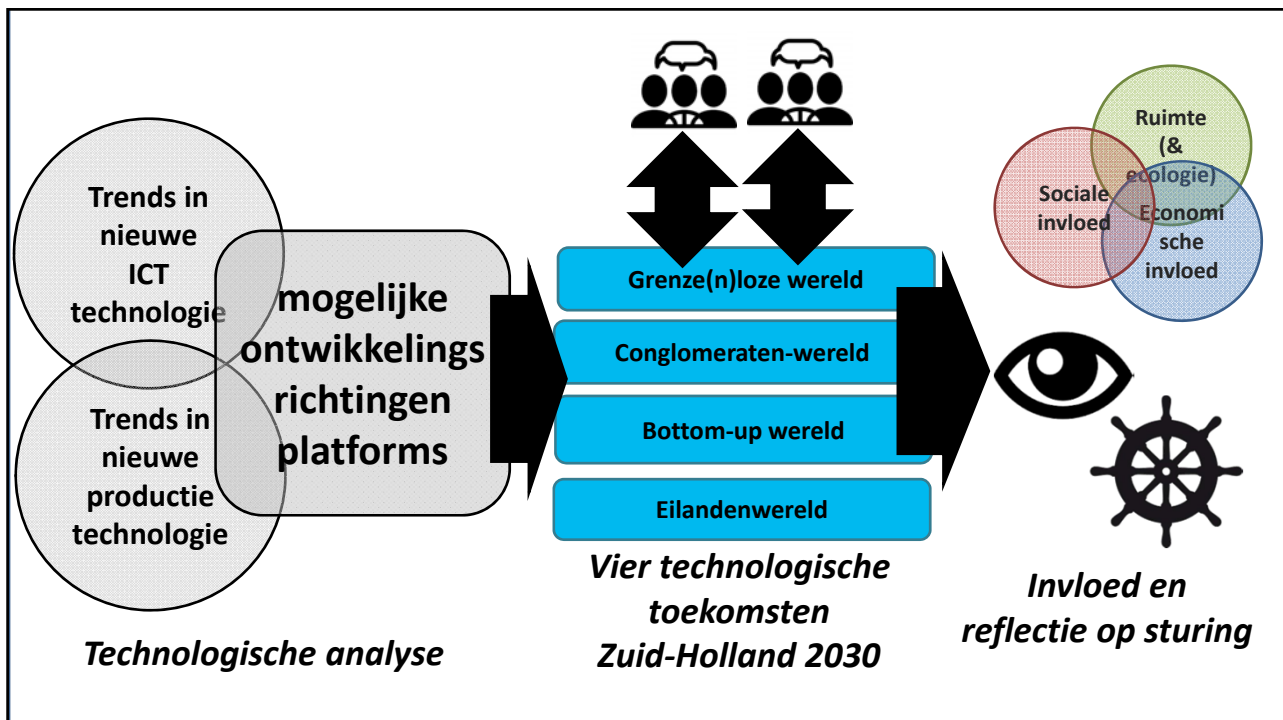 Trends in
nieuwe
ICT
technologie
Trends in
nieuwe
productie
technologie
mogelijke
ontwikkelings
richtingen
platforms
Technologische analyse
Grenze(n)loze wereld
Conglomeraten-wereld
Bottom-up wereld
Eilandenwereld
Vier technologische
toekomsten
Zuid-Holland 2030
Ruimte
(&
ecologie)
Sociale
invloed
Economi
sche
invloed
Invloed en
reflectie op sturing